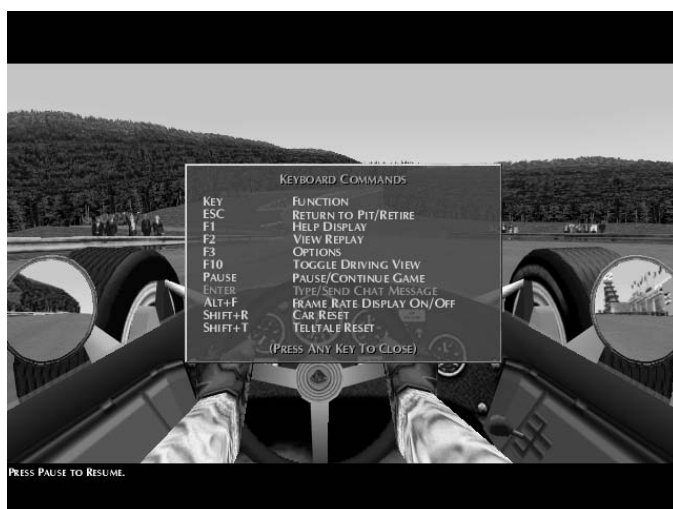 KEYBOARD COMMANDS
KEY FUNCTION
ESC RETURN TO PIT/RETIRE
F1 HELP DISPLAY
F2 VIEW REPLAY
F3 OPTIONS
F10 TOGGLE DRIVING VIEW
PAUSE PAUSE/CONTINUE GAME
ENTER TYPE/SEND CHAT MESSAGE
ALT+F FRAME RATE DISPLAY ON/OFF
SHIFT+R CAR RESET
SHIFT+T TELLTALE RESET
(PRESS ANY KEY TO CLOSE)
PRESS PAUSE TO RESUME.